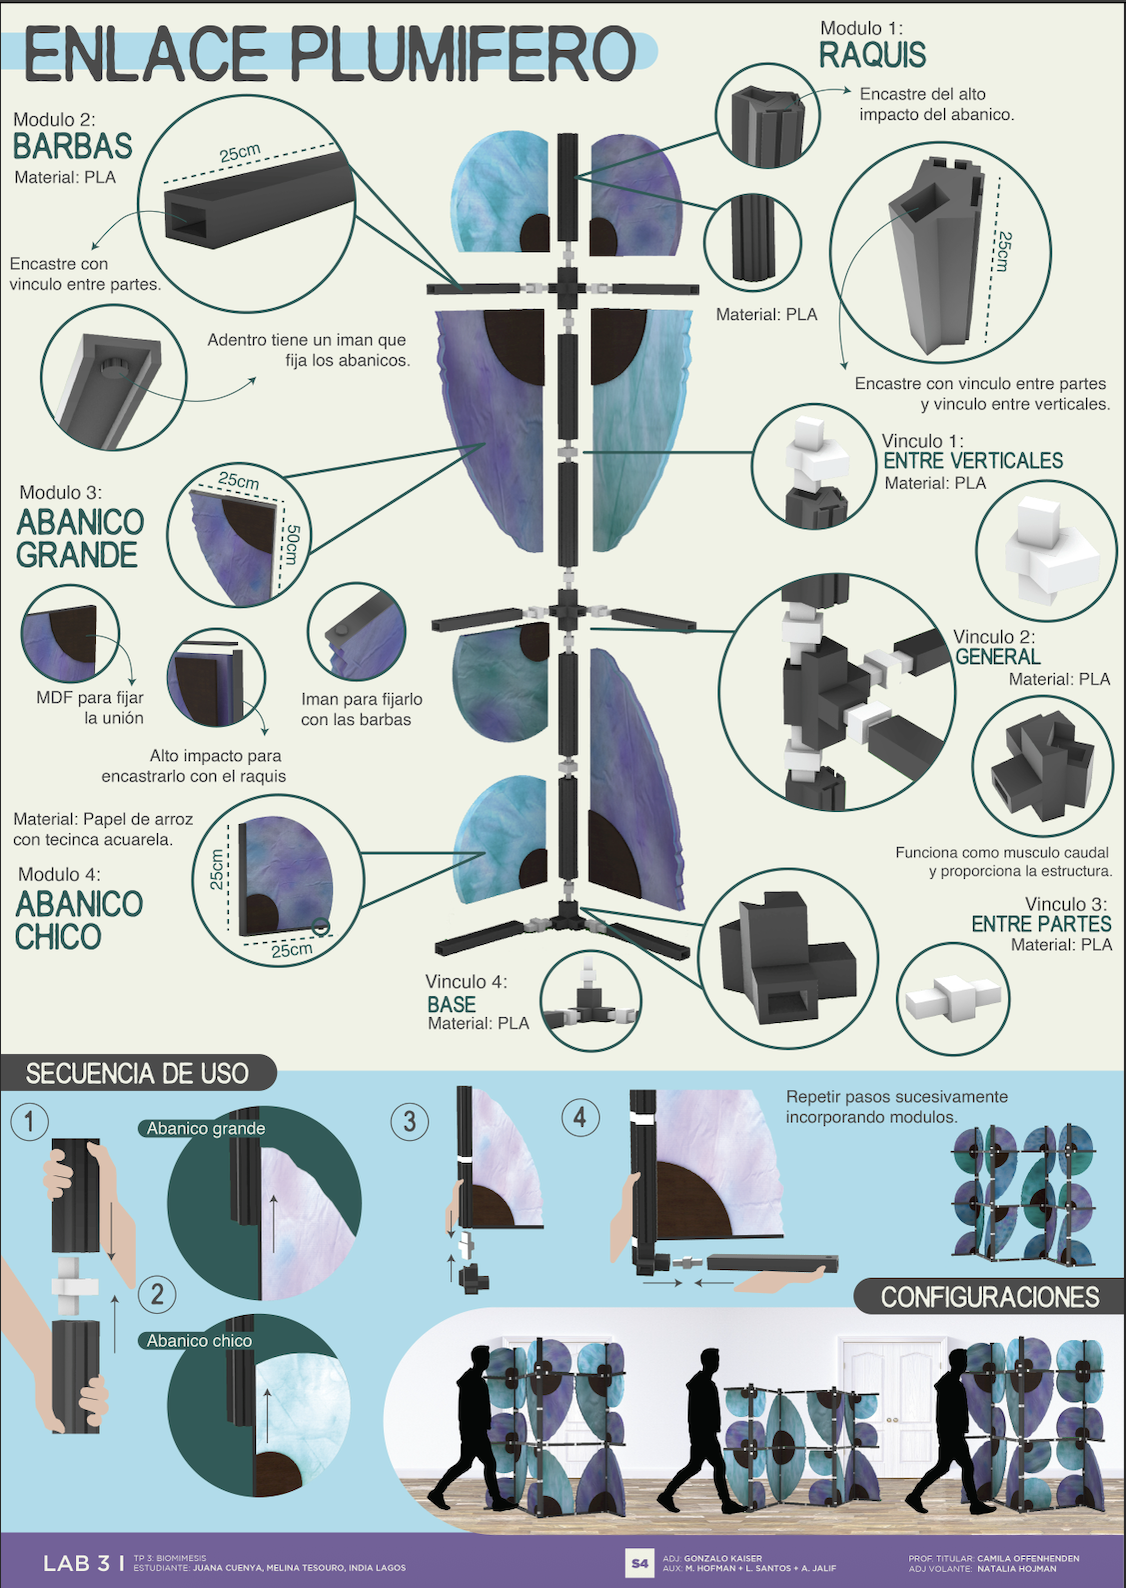 ENLACE PLUMIFERO
Modulo 1:
RAQUIS
Encastre del alto
impacto del abanico.
Modulo 2:
BARBAS
Material: PLA
25cm
Encastre con
vinculo entre partes.
25cm
Material: PLA
Adentro tiene un iman que
fija los abanicos.
Encastre con vinculo entre partes
y vinculo entre verticales.
Vinculo 1:
ENTRE VERTICALES
Material: PLA
Modulo 3:
ABANICO
GRANDE
25cm
50cm
MDF para fijar
la unión
Iman para fijarlo
con las barbas
Alto impacto para
encastrarlo con el raquis
Vinculo 2:
GENERAL
Material: PLA
Material: Papel de arroz
con tecinca acuarela.
Modulo 4:
ABANICO
CHICO
25cm
25cm
Funciona como musculo caudal
y proporciona la estructura.
Vinculo 3:
ENTRE PARTES
Material: PLA
Vinculo 4:
BASE
Material: PLA
SECUENCIA DE USO
1
Abanico grande
2
Abanico chico
3
4
Repetir pasos sucesivamente
incorporando modulos.
CONFIGURACIONES
LAB 3 |
TP 3: BIOMIMESIS
ESTUDIANTE: JUANA CUENYA, MELINA TESOURO, INDIA LAGOS
S4
ADJ: GONZALO KAISER
AUX: M. HOFMAN + L. SANTOS + A. JALIF
PROF. TITULAR: CAMILA OFFENHENDEN
ADJ VOLANTE: NATALIA HOJMAN